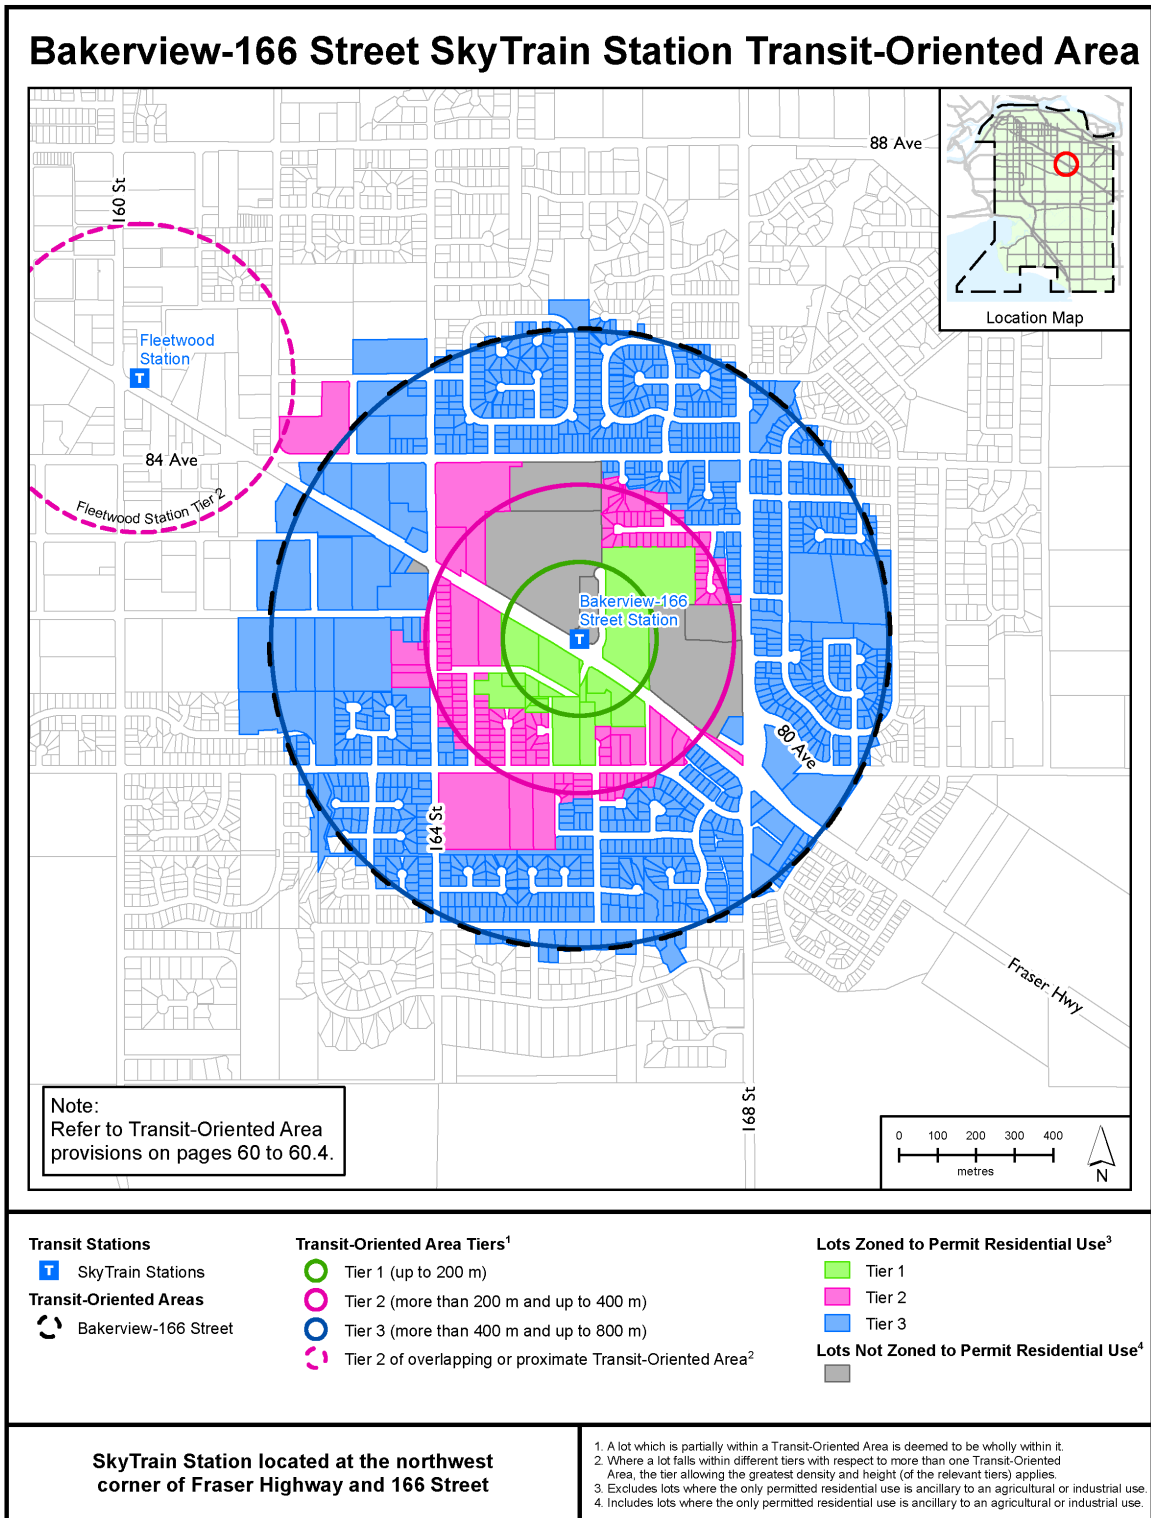 Bakerview-166 Street SkyTrain Station Transit-Oriented Area
88 Ave
160 St
Location Map
Fleetwood
Station
T
84 Ave
Fleetwood Station Tier 2
Bakerview-166
Street Station
T
80 Ave
164 St
Fraser Hwy
168 St
Note:
Refer to Transit-Oriented Area
provisions on pages 60 to 60.4.
0 100 200 300 400
metres
N
Transit Stations
T SkyTrain Stations
Transit-Oriented Areas
Bakerview-166 Street
Transit-Oriented Area Tiers1
Tier 1 (up to 200 m)
Tier 2 (more than 200 m and up to 400 m)
Tier 3 (more than 400 m and up to 800 m)
Tier 2 of overlapping or proximate Transit-Oriented Area2
Lots Zoned to Permit Residential Use3
Tier 1
Tier 2
Tier 3
Lots Not Zoned to Permit Residential Use4
SkyTrain Station located at the northwest
corner of Fraser Highway and 166 Street
1. A lot which is partially within a Transit-Oriented Area is deemed to be wholly within it.
2. Where a lot falls within different tiers with respect to more than one Transit-Oriented
Area, the tier allowing the greatest density and height (of the relevant tiers) applies.
3. Excludes lots where the only permitted residential use is ancillary to an agricultural or industrial use.
4. Includes lots where the only permitted residential use is ancillary to an agricultural or industrial use.